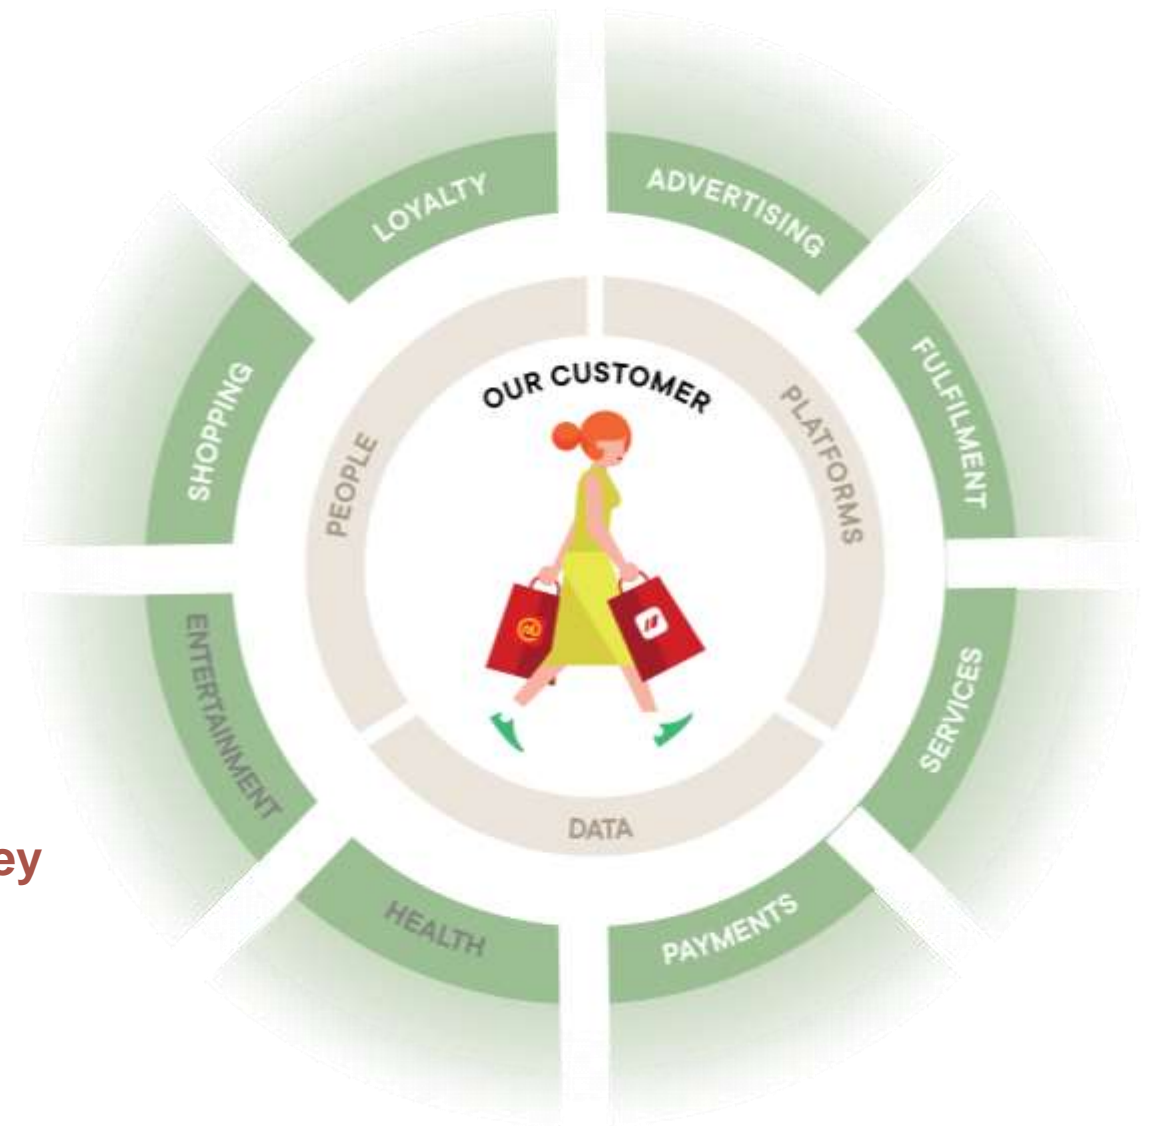 LOYALTY
ADVERTISING
SHOPPING
FULFILMENT
OUR CUSTOMER
PEOPLE
PLATFORMS
ENTERTAINMENT
SERVICES
DATA
ey
HEALTH
PAYMENTS